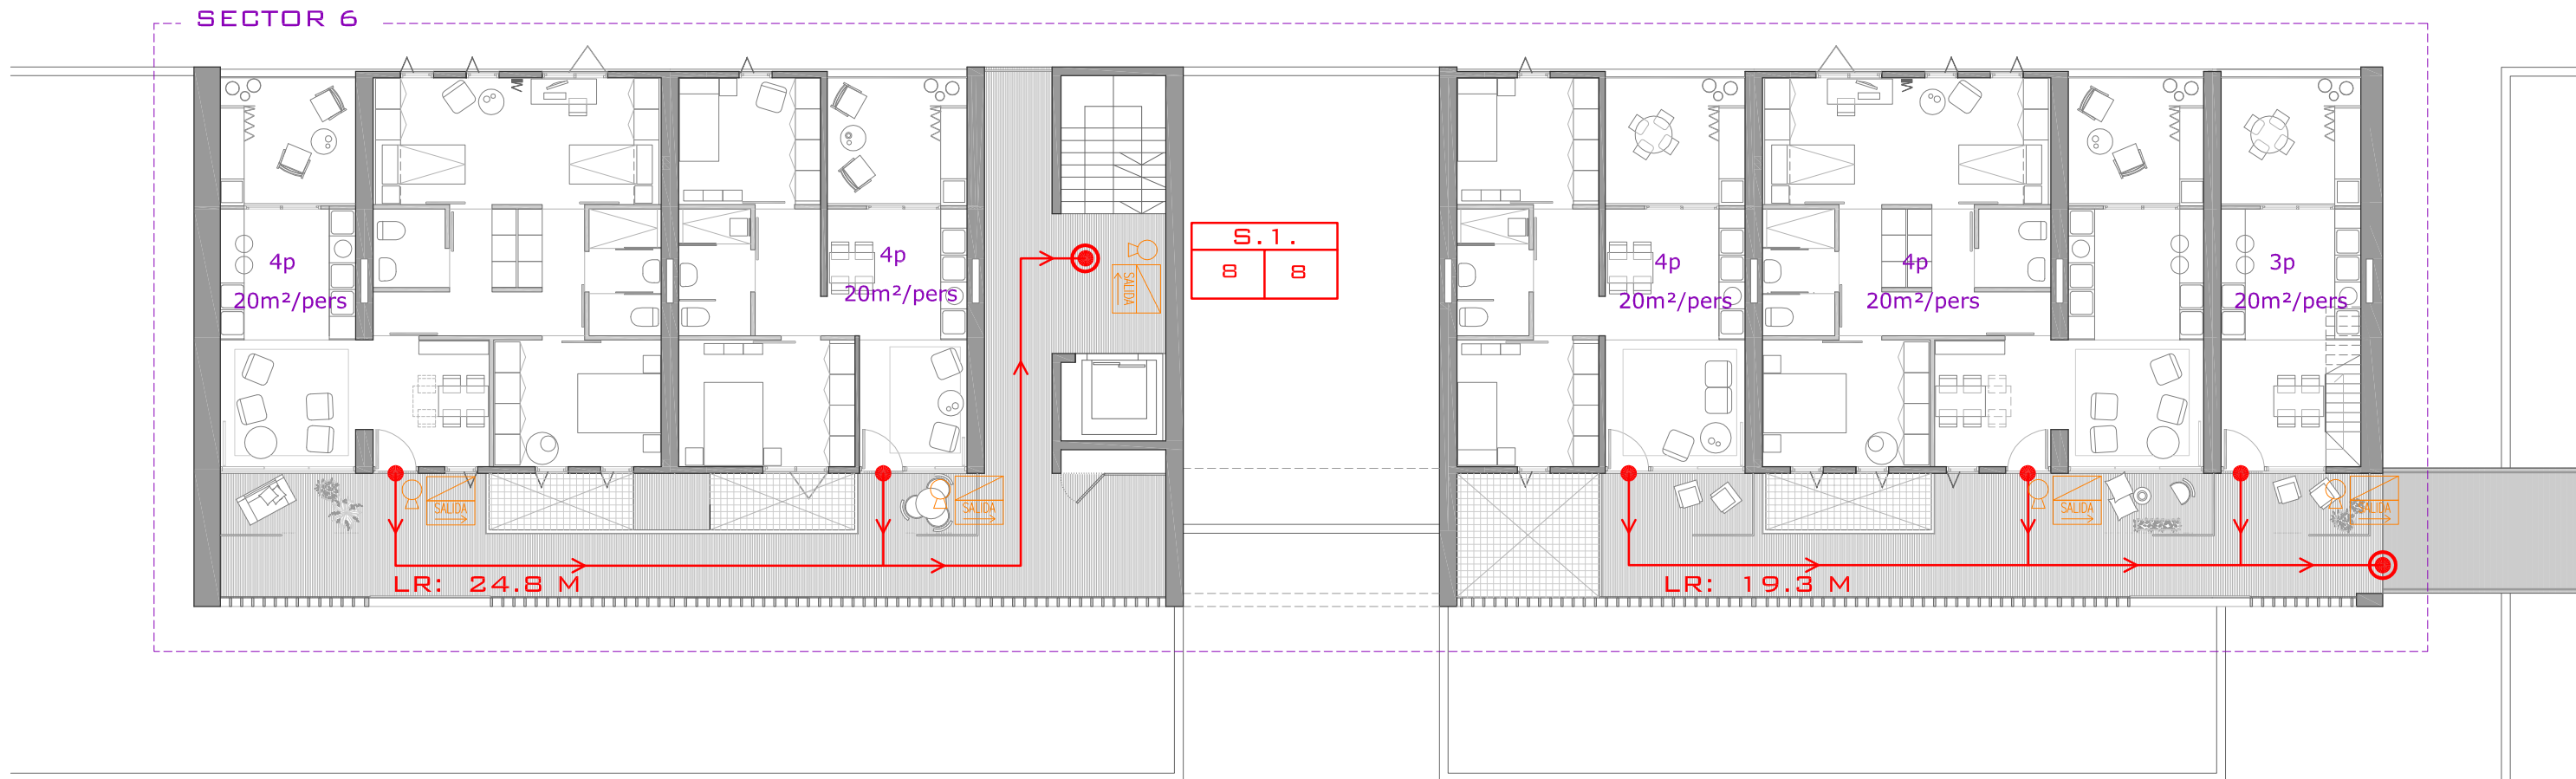 SECTOR 6
4p
20m²/pers
4p
20m²/pers
SALIDA
S.1.
8 8
4p
20m²/pers
4p
20m²/pers
3p
20m²/pers
SALIDA
SALIDA
SALIDA
SALIDA
LR: 24.8 M
LR: 19.3 M